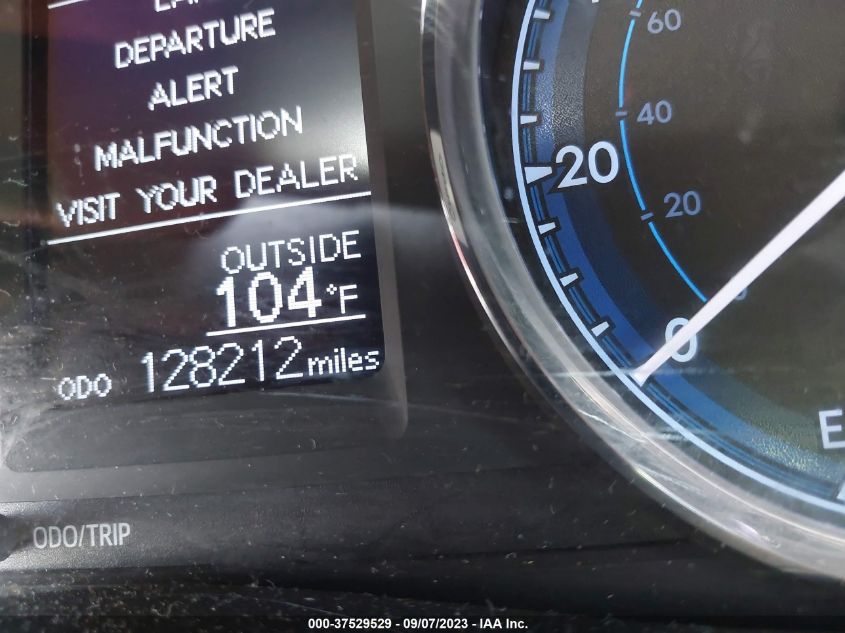 DEPARTURE
ALERT
MALFUNCTION
VISIT YOUR DEALER
OUTSIDE
104°F
ODO 128212 miles
ODO/TRIP
60
40
20
20
0
E
000-37529529 - 09/07/2023 - IAA Inc.